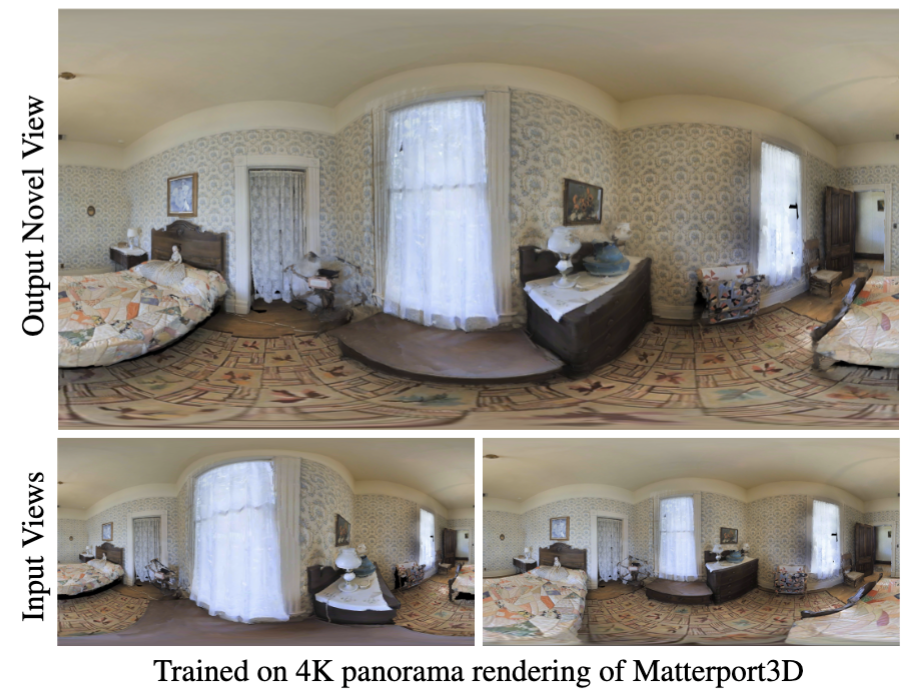 Output Novel View
Input Views
Trained on 4K panorama rendering of Matterport3D